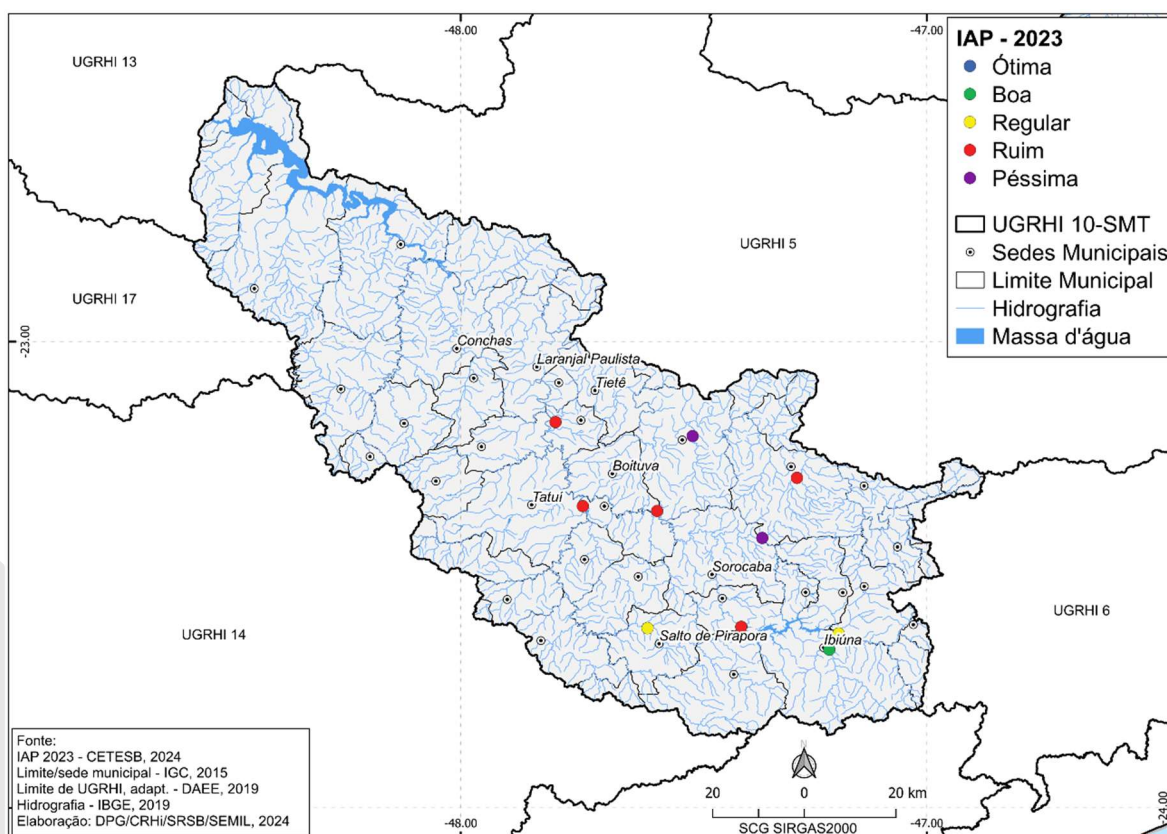 -48.00
-47.00
UGRHI 13
IAP - 2023
Ótima
Boa
Regular
Ruim
Péssima
UGRHI 10-SMT
Sedes Municipais
Limite Municipal
Hidrografia
Massa d'água
UGRHI 5
UGRHI 17
-23.00
Conchas
Laranjal Paulista
Tietê
Boituva
Tatui
Sorocaba
UGRHI 6
UGRHI 14
Salto de Pirapora
Ibiúna
Fonte:
IAP 2023 - CETESB, 2024
Limite/sede municipal - IGC, 2015
Limite de UGRHI, adapt. - DAEE, 2019
Hidrografia - IBGE, 2019
Elaboração: DPG/CRHi/SRSB/SEMIL, 2024
N
20 0 20 km
SCG SIRGAS2000
-48.00
-47.00
-24.00